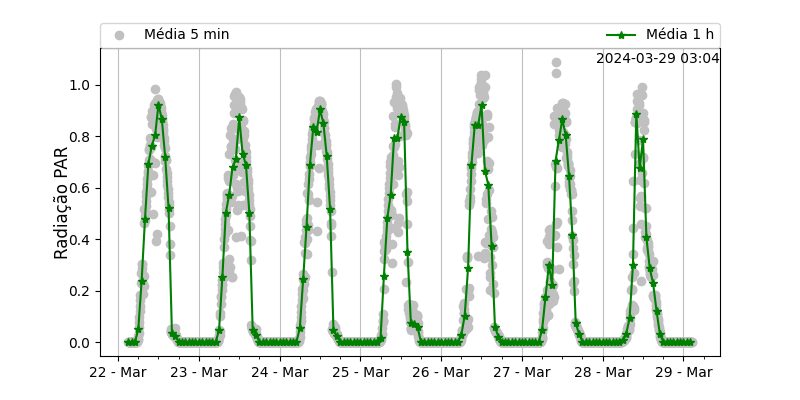 Média 5 min
Média 1 h
2024-03-29 03:04
Radiação PAR
1.0
0.8
0.6
0.4
0.2
0.0
22 - Mar
23 - Mar
24 - Mar
25 - Mar
26 - Mar
27 - Mar
28 - Mar
29 - Mar